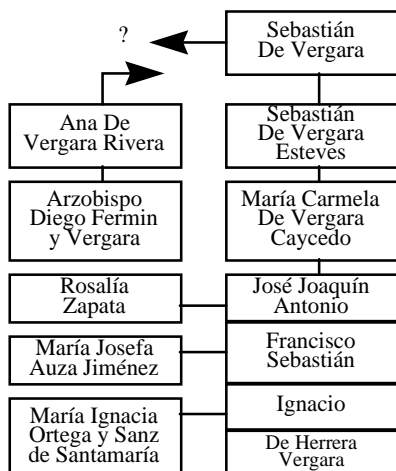 ?
Sebastián
De Vergara
Ana De
Vergara Rivera
Sebastián
De Vergara
Esteves
Arzobispo
Diego Fermin
y Vergara
María Carmela
De Vergara
Caycedo
Rosalía
Zapata
José Joaquín
Antonio
María Josefa
Auza Jiménez
Francisco
Sebastián
María Ignacia
Ortega y Sanz
de Santamaría
Ignacio
De Herrera
Vergara